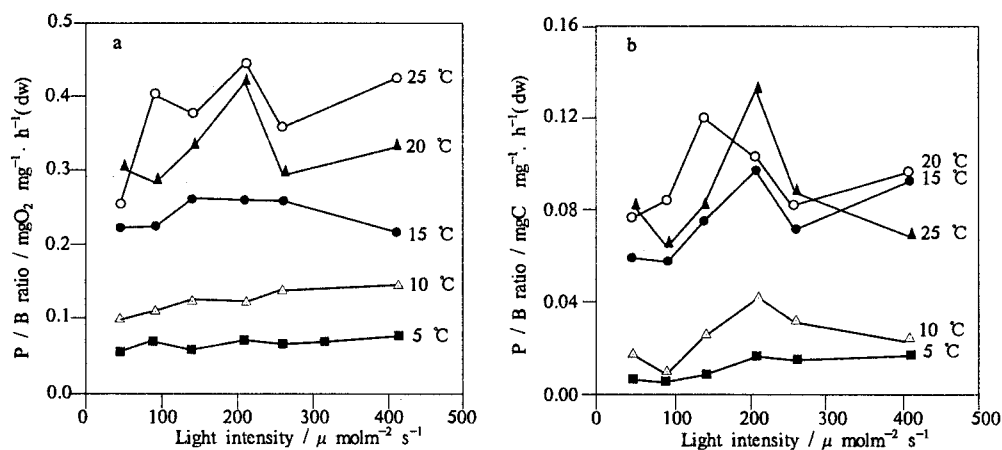 a
0.5
0.4
0.3
0.2
0.1
0.0
P / B ratio / mgO₂ mg⁻¹· h⁻¹(dw)
25 ℃
20 ℃
15 ℃
10 ℃
5 ℃
0 100 200 300 400 500
Light intensity / μ molm⁻² s⁻¹
b
0.16
0.12
0.08
0.04
0.00
P / B ratio / mgC mg⁻¹· h⁻¹(dw)
20 ℃
15 ℃
25 ℃
10 ℃
5 ℃
0 100 200 300 400 500
Light intensity / μ molm⁻² s⁻¹